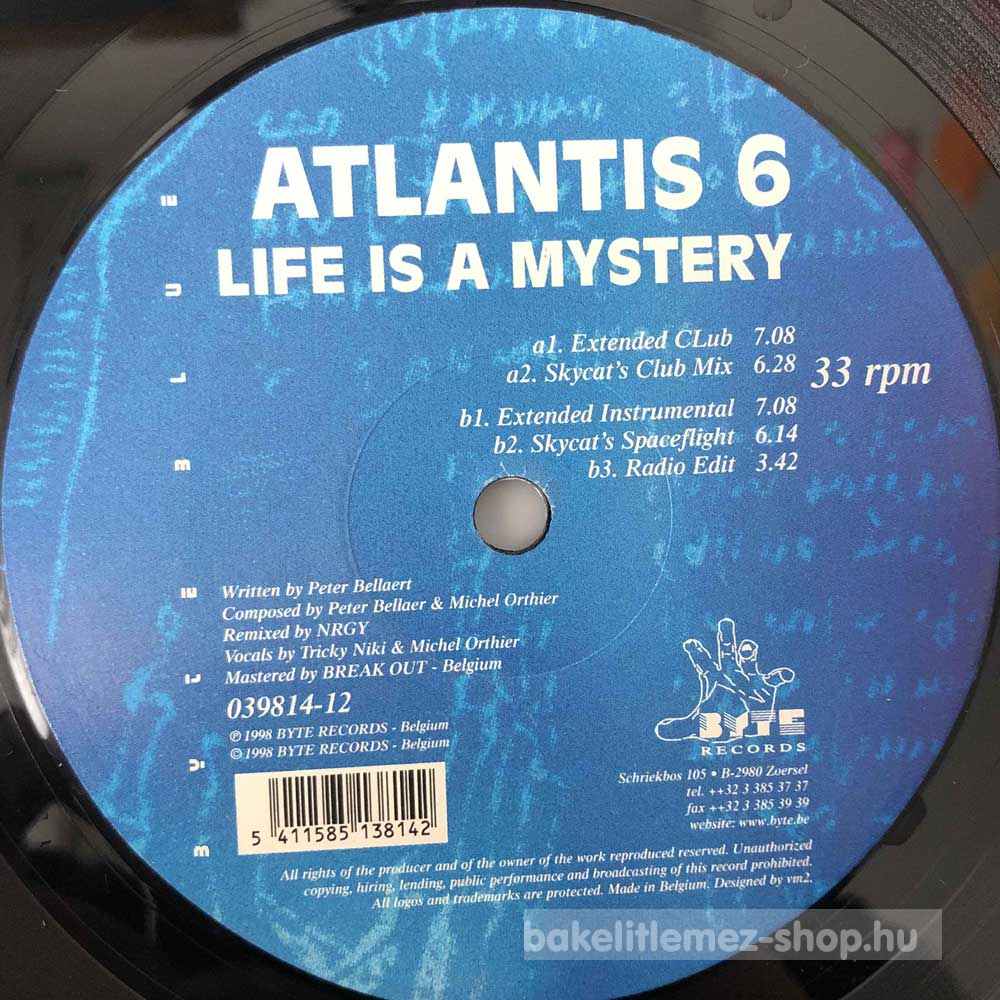 ATLANTIS 6
LIFE IS A MYSTERY
a1. Extended CLub 7.08
a2. Skycat's Club Mix 6.28
33 rpm
b1. Extended Instrumental 7.08
b2. Skycat's Spaceflight 6.14
b3. Radio Edit 3.42
Written by Peter Bellaert
Composed by Peter Bellaer & Michel Orthier
Remixed by NRGY
Vocals by Tricky Niki & Michel Orthier
Mastered by BREAK OUT - Belgium
039814-12
℗ 1998 BYTE RECORDS - Belgium
© 1998 BYTE RECORDS - Belgium
5 411585 138142
BYTE
RECORDS
Schriekbos 105 • B-2980 Zoersel
tel. ++32 3 385 37 37
fax ++32 3 385 39 39
website: www.byte.be
All rights of the producer and of the owner of the work reproduced reserved. Unauthorized
copying, hiring, lending, public performance and broadcasting of this record prohibited.
All logos and trademarks are protected. Made in Belgium. Designed by vm2.
bakelitlemez-shop.hu